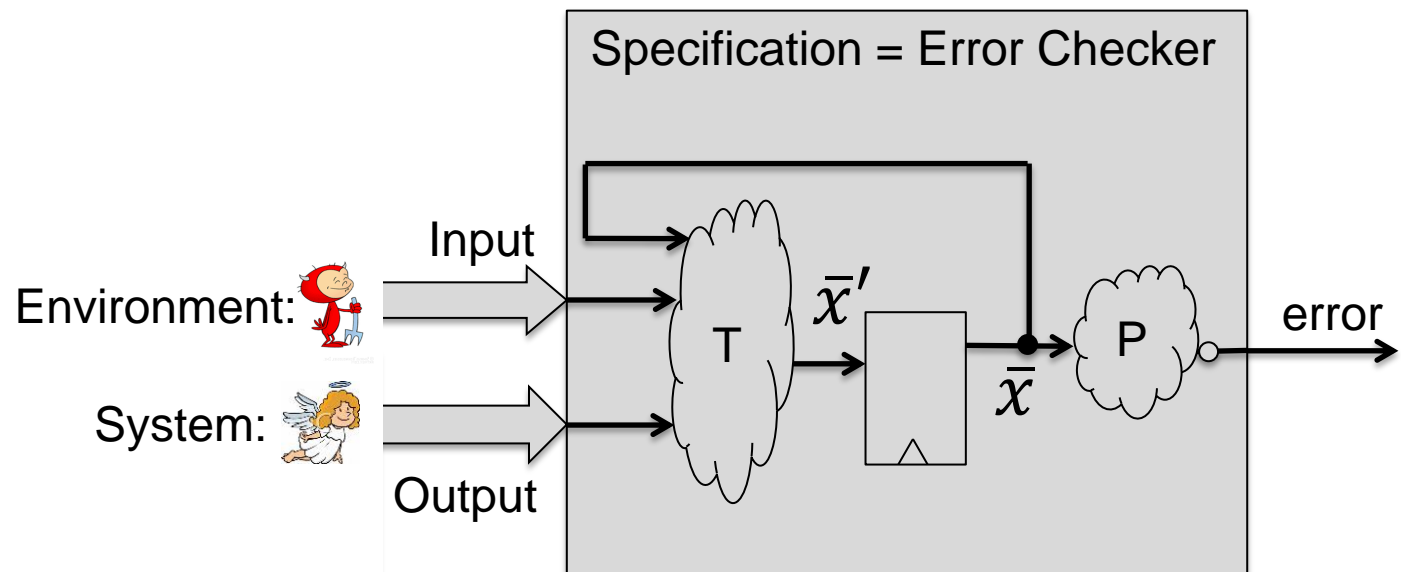 Specification = Error Checker
Input
Environment:
x̅′
error
T
P
x̅
System:
Output